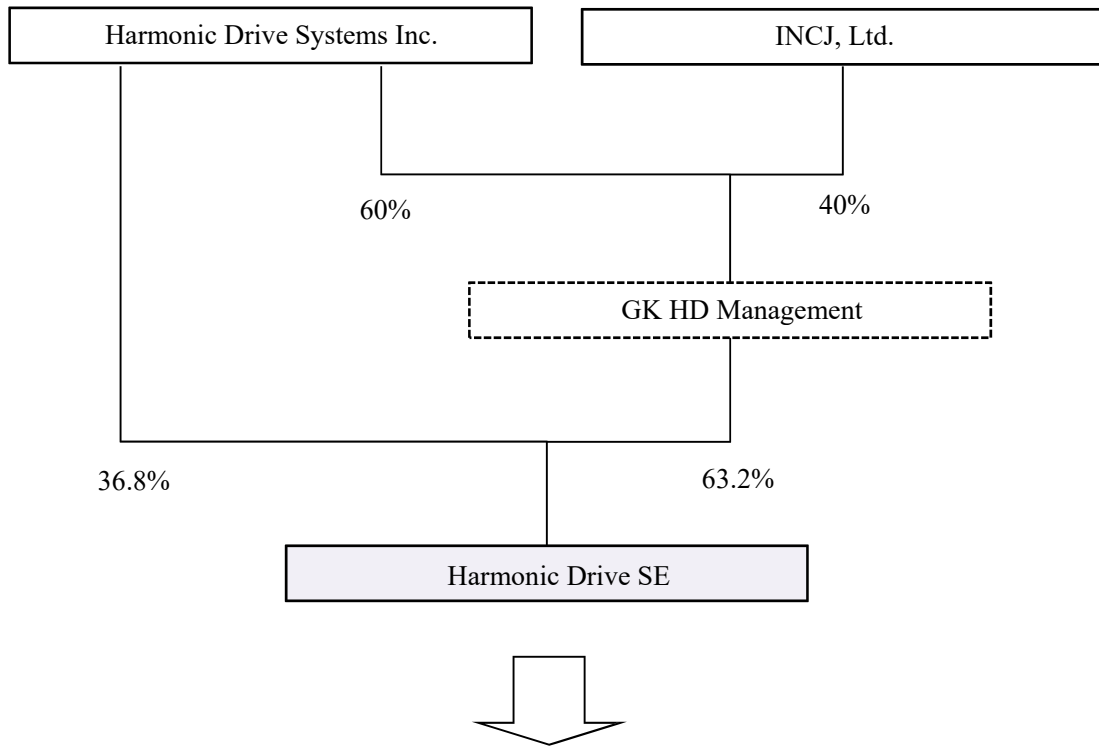 Harmonic Drive Systems Inc.
INCJ, Ltd.
60%
40%
GK HD Management
36.8%
63.2%
Harmonic Drive SE